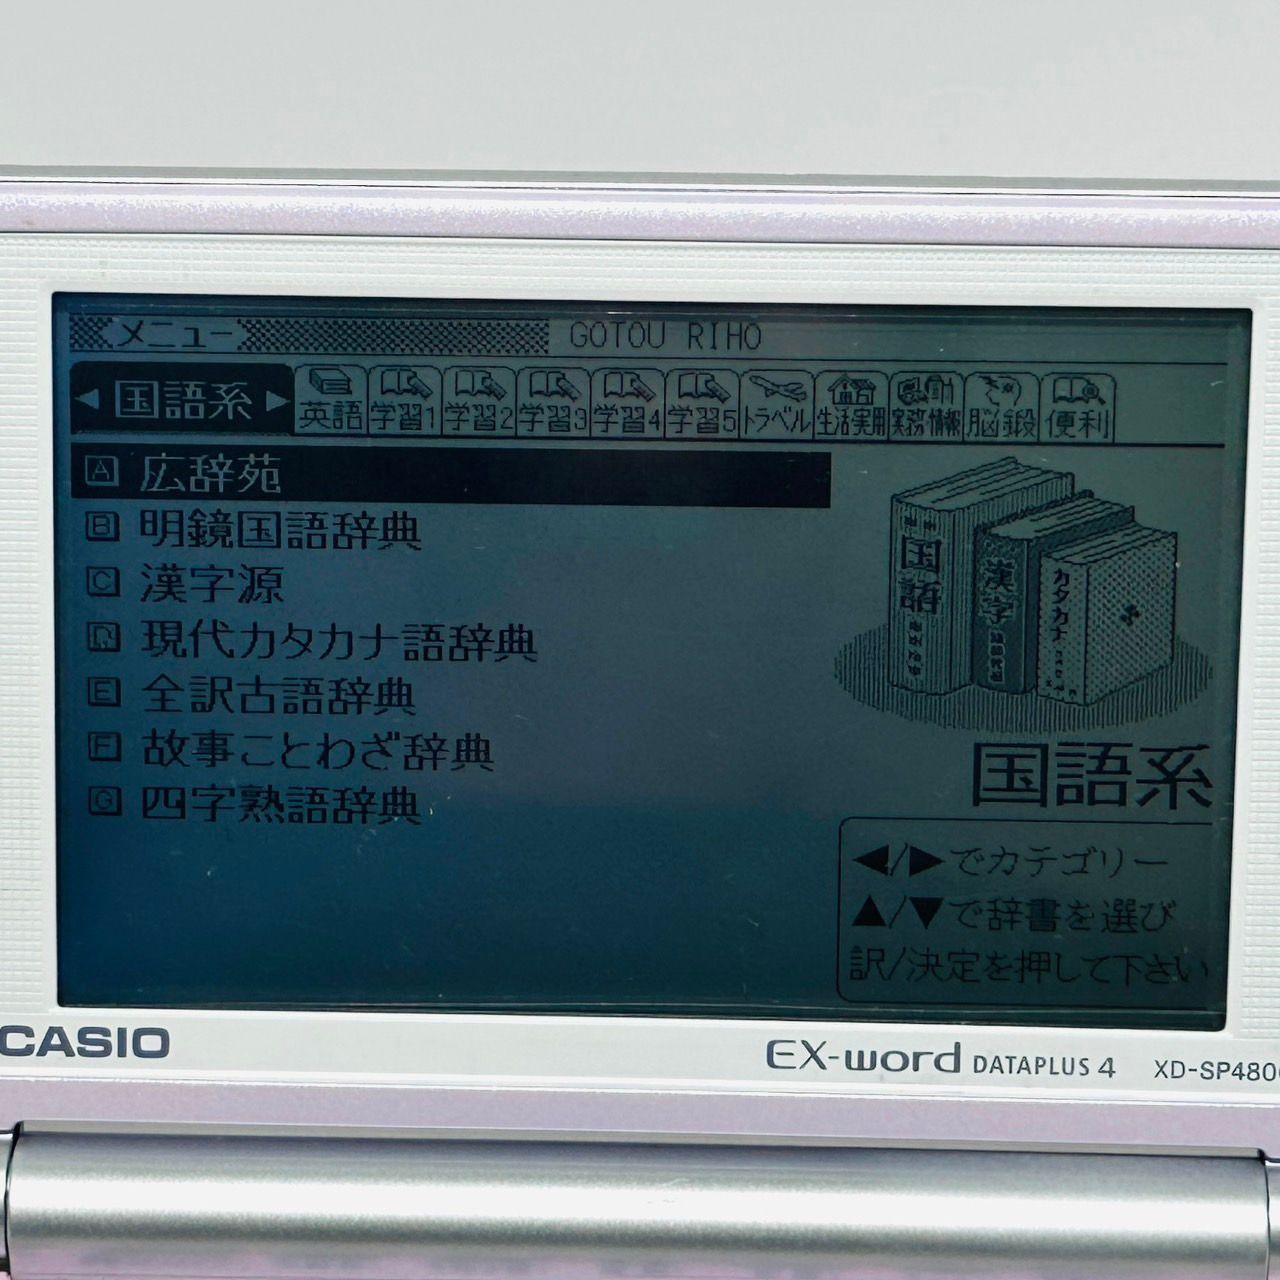 メニュー GOTOU RIHO
国語系 英語 学習1 学習2 学習3 学習4 学習5 トラベル 生活実用 実務情報 脳鍛 便利
A 広辞苑
B 明鏡国語辞典
C 漢字源
D 現代カタカナ語辞典
E 全訳古語辞典
F 故事ことわざ辞典
G 四字熟語辞典
国語
漢字
カタカナ
国語系
◀/▶でカテゴリー
▲/▼で辞書を選び
訳/決定を押して下さい
CASIO
EX-word DATAPLUS 4 XD-SP480